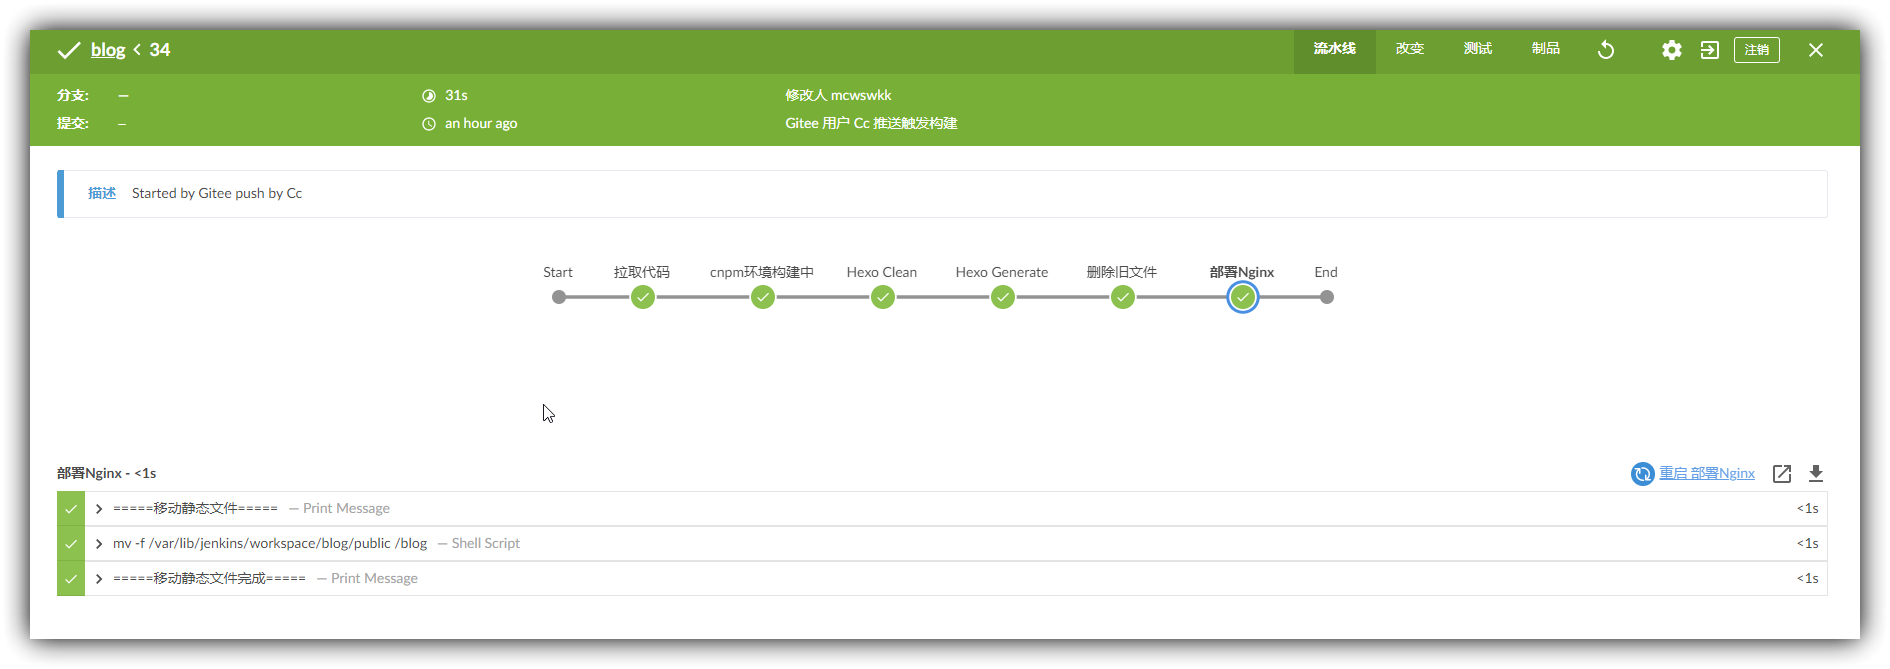 blog < 34 流水线 改变 测试 制品 注销
分支: — 31s 修改人 mcwswkk
提交: – an hour ago Gitee 用户 Cc 推送触发构建
描述 Started by Gitee push by Cc
Start 拉取代码 cnpm环境构建中 Hexo Clean Hexo Generate 删除旧文件 部署Nginx End
部署Nginx - <1s 重启 部署Nginx
=====移动静态文件===== — Print Message <1s
mv -f /var/lib/jenkins/workspace/blog/public /blog — Shell Script <1s
=====移动静态文件完成===== — Print Message <1s